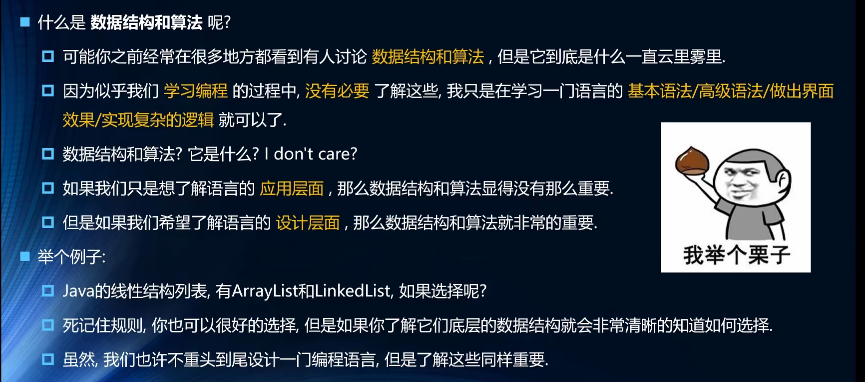 什么是 数据结构和算法 呢?
可能你之前经常在很多地方都看到有人讨论 数据结构和算法 , 但是它到底是什么一直云里雾里.
因为似乎我们 学习编程 的过程中, 没有必要 了解这些, 我只是在学习一门语言的 基本语法/高级语法/做出界面
效果/实现复杂的逻辑 就可以了.
数据结构和算法? 它是什么? I don't care?
如果我们只是想了解语言的 应用层面 , 那么数据结构和算法显得没有那么重要.
但是如果我们希望了解语言的 设计层面 , 那么数据结构和算法就非常的重要.
我举个栗子
举个例子:
Java的线性结构列表, 有ArrayList和LinkedList, 如果选择呢?
死记住规则, 你也可以很好的选择, 但是如果你了解它们底层的数据结构就会非常清晰的知道如何选择.
虽然, 我们也许不重头到尾设计一门编程语言, 但是了解这些同样重要.